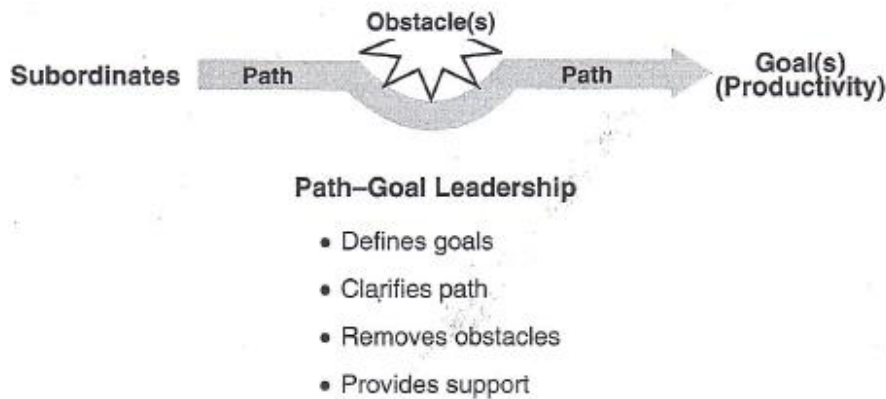 Obstacle(s)
Subordinates
Path
Path
Goal(s)
(Productivity)
Path–Goal Leadership
• Defines goals
• Clarifies path
• Removes obstacles
• Provides support